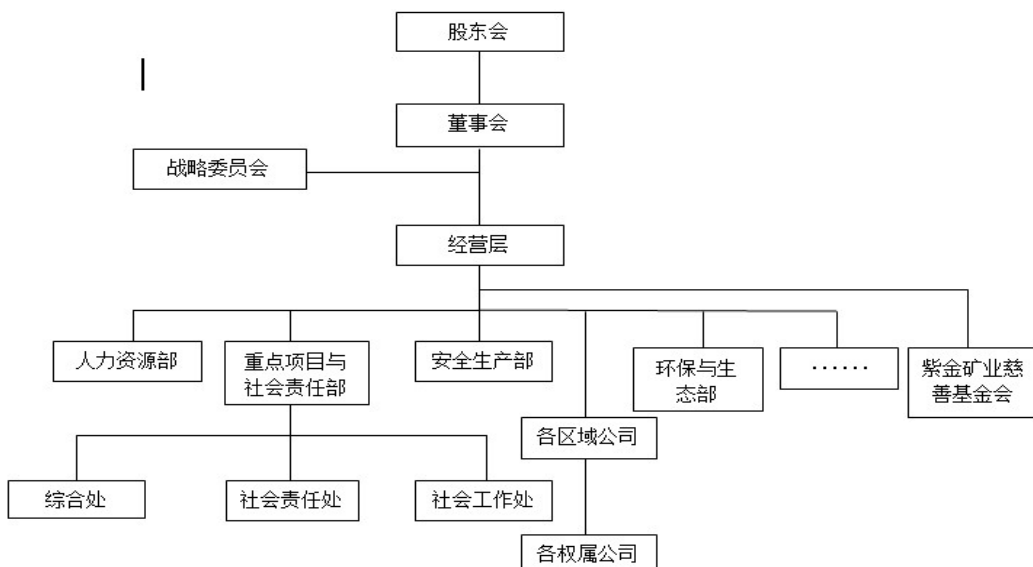 股东会
董事会
战略委员会
经营层
人力资源部
重点项目与
社会责任部
安全生产部
环保与生
态部
······
紫金矿业慈
善基金会
各区域公司
综合处
社会责任处
社会工作处
各权属公司